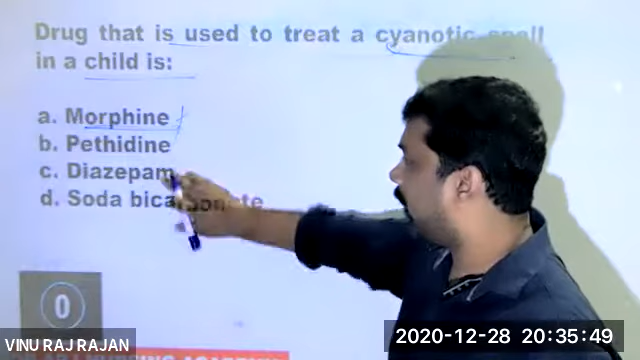 Drug that is used to treat a cyanotic spell
in a child is:
a. Morphine
b. Pethidine
c. Diazepam
d. Soda bicarbonate
0
VINU RAJ RAJAN
2020-12-28 20:35:49